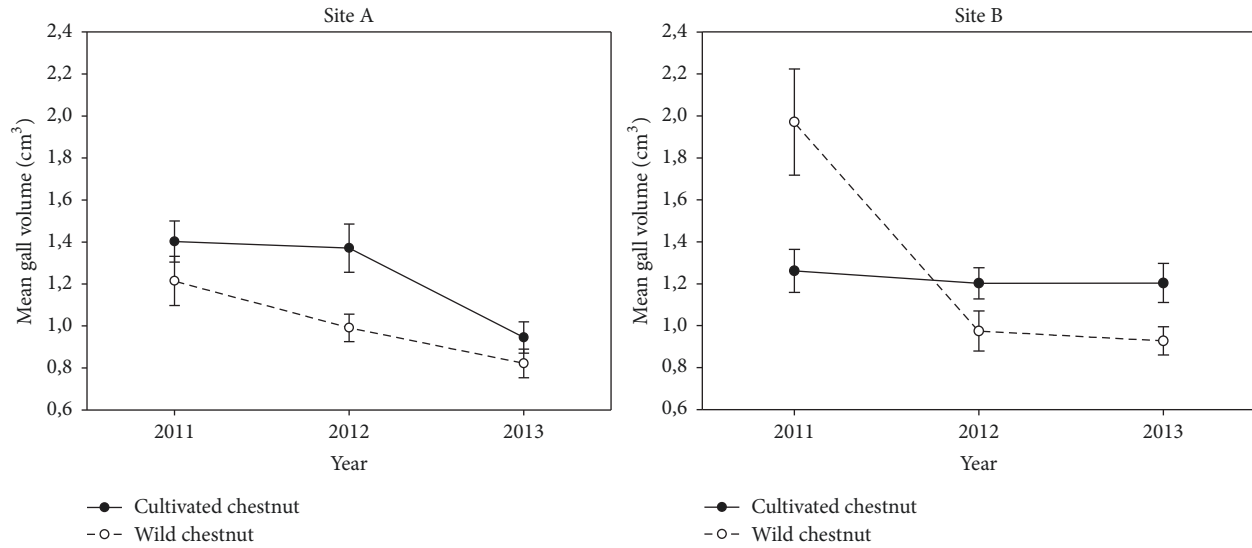 Site A
2,4
2,2
2,0
1,8
1,6
1,4
1,2
1,0
0,8
0,6
Mean gall volume (cm³)
2011 2012 2013
Year
Cultivated chestnut
Wild chestnut
Site B
2,4
2,2
2,0
1,8
1,6
1,4
1,2
1,0
0,8
0,6
Mean gall volume (cm³)
2011 2012 2013
Year
Cultivated chestnut
Wild chestnut